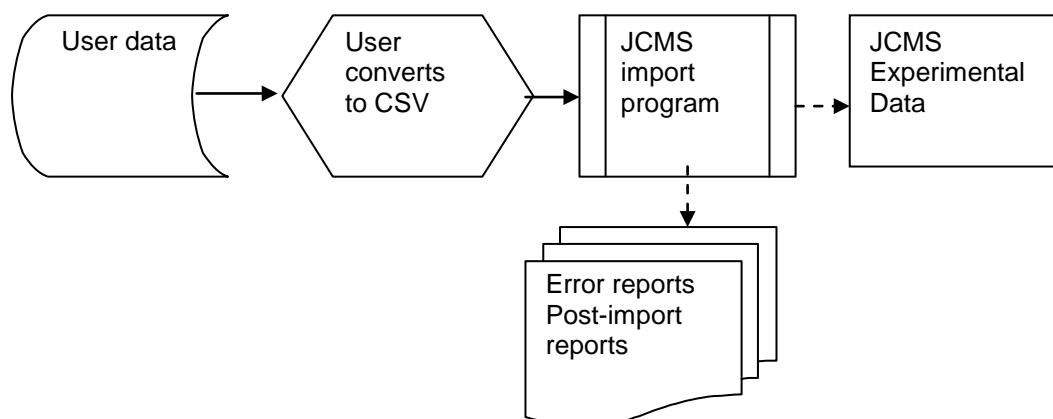 User data
User
converts
to CSV
JCMS
import
program
JCMS
Experimental
Data
Error reports
Post-import
reports